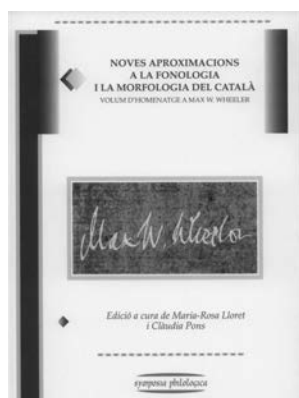 NOVES APROXIMACIONS
A LA FONOLOGIA
I LA MORFOLOGIA DEL CATALÀ
VOLUM D'HOMENATGE A MAX W. WHEELER
Max W. Wheeler
Edició a cura de Maria-Rosa Lloret
i Clàudia Pons
symposia philologica